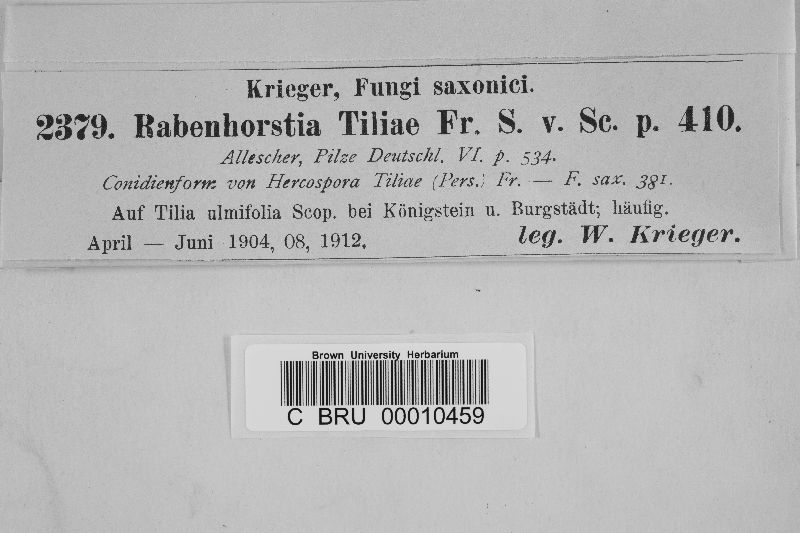 Krieger, Fungi saxonici.
2379. Rabenhorstia Tiliae Fr. S. v. Sc. p. 410.
Allescher, Pilze Deutschl. VI. p. 534.
Conidienform von Hercospora Tiliae (Pers.) Fr. — F. sax. 381.
Auf Tilia ulmifolia Scop. bei Königstein u. Burgstädt; häufig.
April — Juni 1904, 08, 1912. leg. W. Krieger.
Brown University Herbarium
C BRU 00010459